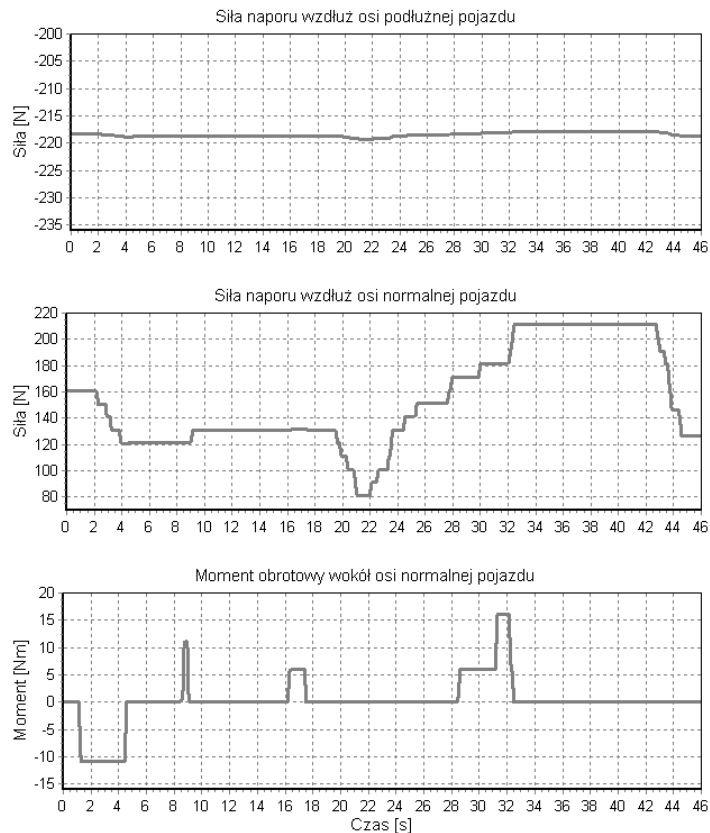 Siła naporu wzdłuż osi podłużnej pojazdu
-200
-205
-210
-215
-220
-225
-230
-235
Siła [N]
0 2 4 6 8 10 12 14 16 18 20 22 24 26 28 30 32 34 36 38 40 42 44 46
Siła naporu wzdłuż osi normalnej pojazdu
220
200
180
160
140
120
100
80
Siła [N]
0 2 4 6 8 10 12 14 16 18 20 22 24 26 28 30 32 34 36 38 40 42 44 46
Moment obrotowy wokół osi normalnej pojazdu
20
15
10
5
0
-5
-10
-15
Moment [Nm]
0 2 4 6 8 10 12 14 16 18 20 22 24 26 28 30 32 34 36 38 40 42 44 46
Czas [s]